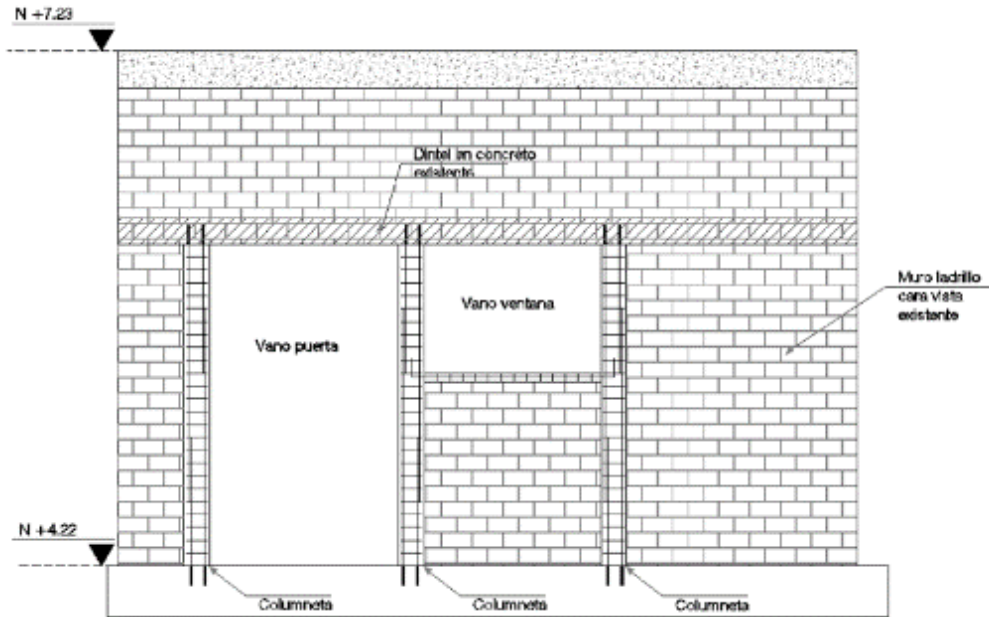 N +7.23
Dintel en concreto
existente
Muro ladrillo
cara vista
existente
Vano ventana
Vano puerta
N +4.22
Columneta
Columneta
Columneta